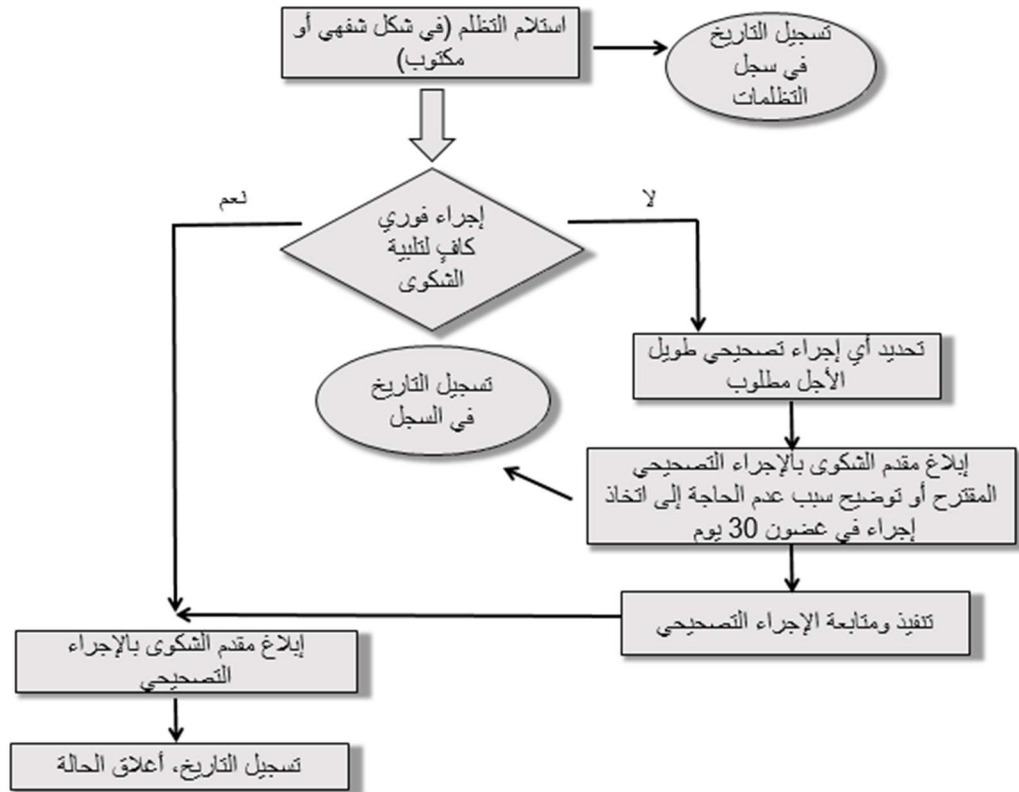 استلام التظلم (في شكل شفهي أو
مكتوب)
تسجيل التاريخ
في سجل
التظلمات
نعم
لا
إجراء فوري
كافٍ لتلبية
الشكوى
تحديد أي إجراء تصحيحي طويل
الأجل مطلوب
تسجيل التاريخ
في السجل
إبلاغ مقدم الشكوى بالإجراء التصحيحي
المقترح أو توضيح سبب عدم الحاجة إلى اتخاذ
إجراء في غضون 30 يوم
تنفيذ ومتابعة الإجراء التصحيحي
إبلاغ مقدم الشكوى بالإجراء
التصحيحي
تسجيل التاريخ، أغلاق الحالة